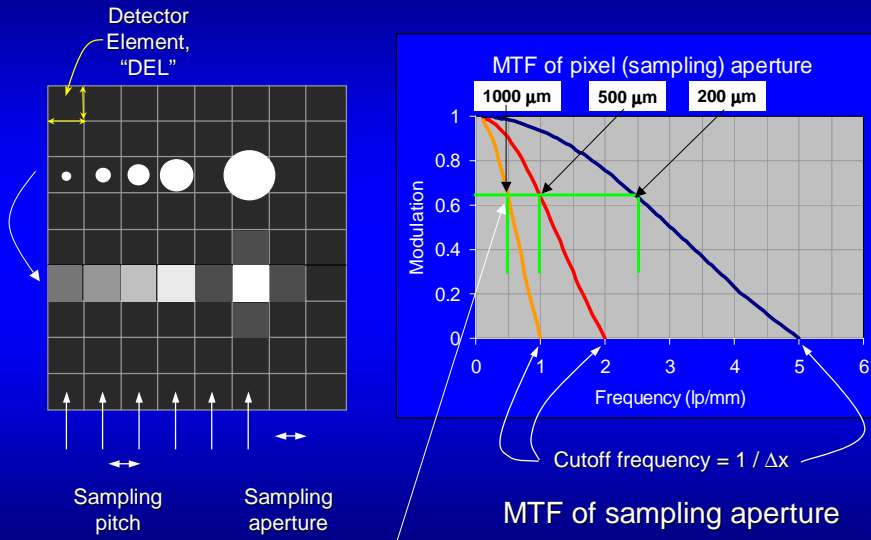 Detector
Element,
“DEL”
Sampling
pitch
Sampling
aperture
MTF of pixel (sampling) aperture
1000 μm
500 μm
200 μm
1
0.8
0.6
0.4
0.2
0
Modulation
0 1 2 3 4 5 6
Frequency (lp/mm)
Cutoff frequency = 1 / Δx
MTF of sampling aperture